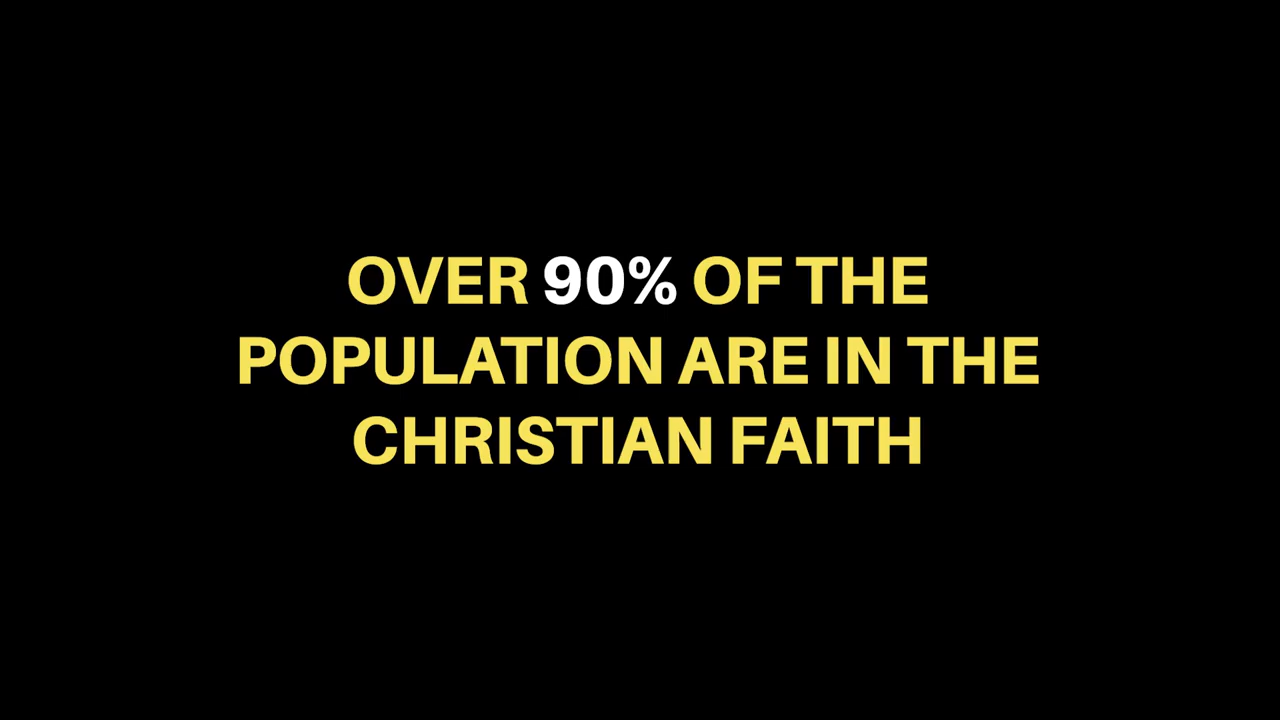 OVER 90% OF THE
POPULATION ARE IN THE
CHRISTIAN FAITH